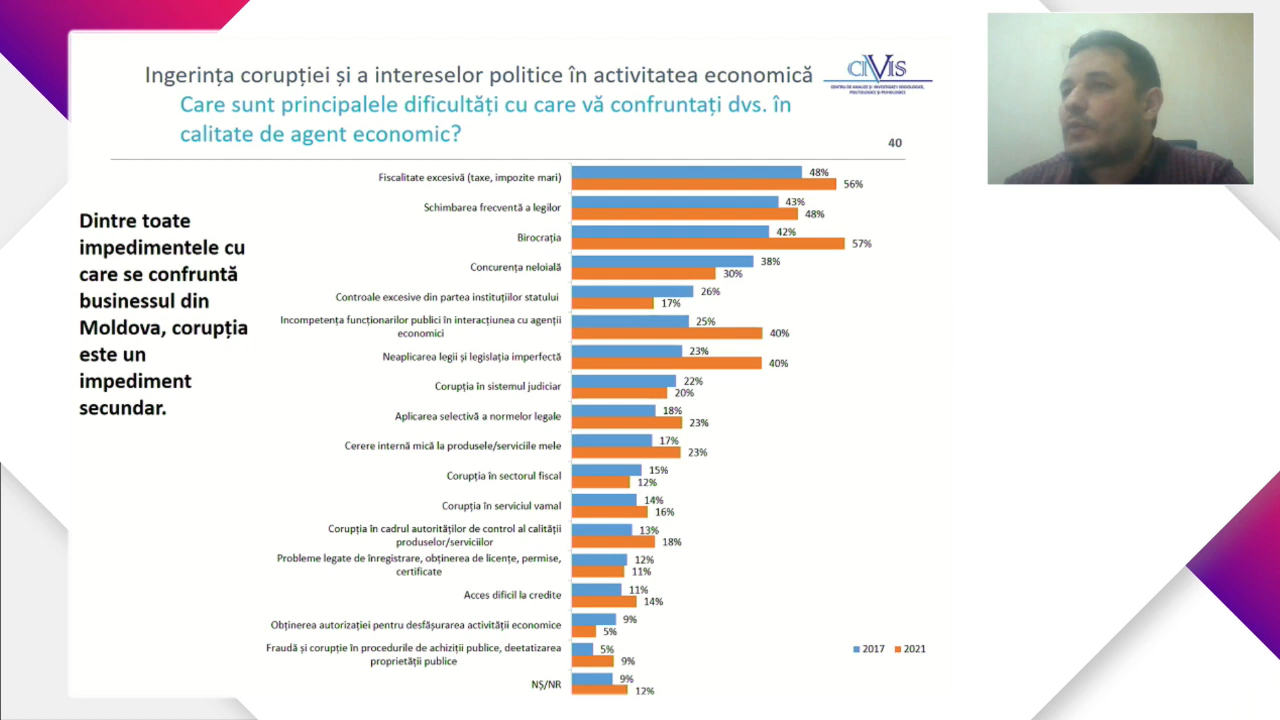 Ingerința corupției și a intereselor politice în activitatea economică
Care sunt principalele dificultăți cu care vă confruntați dvs. în
calitate de agent economic?
CIVIS
CENTRU DE ANALIZE ȘI INVESTIGAȚII SOCIOLOGICE,
POLITOLOGICE ȘI PSIHOLOGICE
40
Dintre toate
impedimentele cu
care se confruntă
businessul din
Moldova, corupția
este un
impediment
secundar.
Fiscalitate excesivă (taxe, impozite mari)
48%
56%
Schimbarea frecventă a legilor
43%
48%
Birocrația
42%
57%
Concurența neloială
38%
30%
Controale excesive din partea instituțiilor statului
26%
17%
Incompetența funcționarilor publici în interacțiunea cu agenții
economici
25%
40%
Neaplicarea legii și legislația imperfectă
23%
40%
Corupția în sistemul judiciar
22%
20%
Aplicarea selectivă a normelor legale
18%
23%
Cerere internă mică la produsele/serviciile mele
17%
23%
Corupția în sectorul fiscal
15%
12%
Corupția în serviciul vamal
14%
16%
Corupția în cadrul autorităților de control al calității
produselor/serviciilor
13%
18%
Probleme legate de înregistrare, obținerea de licențe, permise,
certificate
12%
11%
Acces dificil la credite
11%
14%
Obținerea autorizației pentru desfășurarea activității economice
9%
5%
Fraudă și corupție în procedurile de achiziții publice, deetatizarea
proprietății publice
5%
9%
NȘ/NR
9%
12%
2017 2021